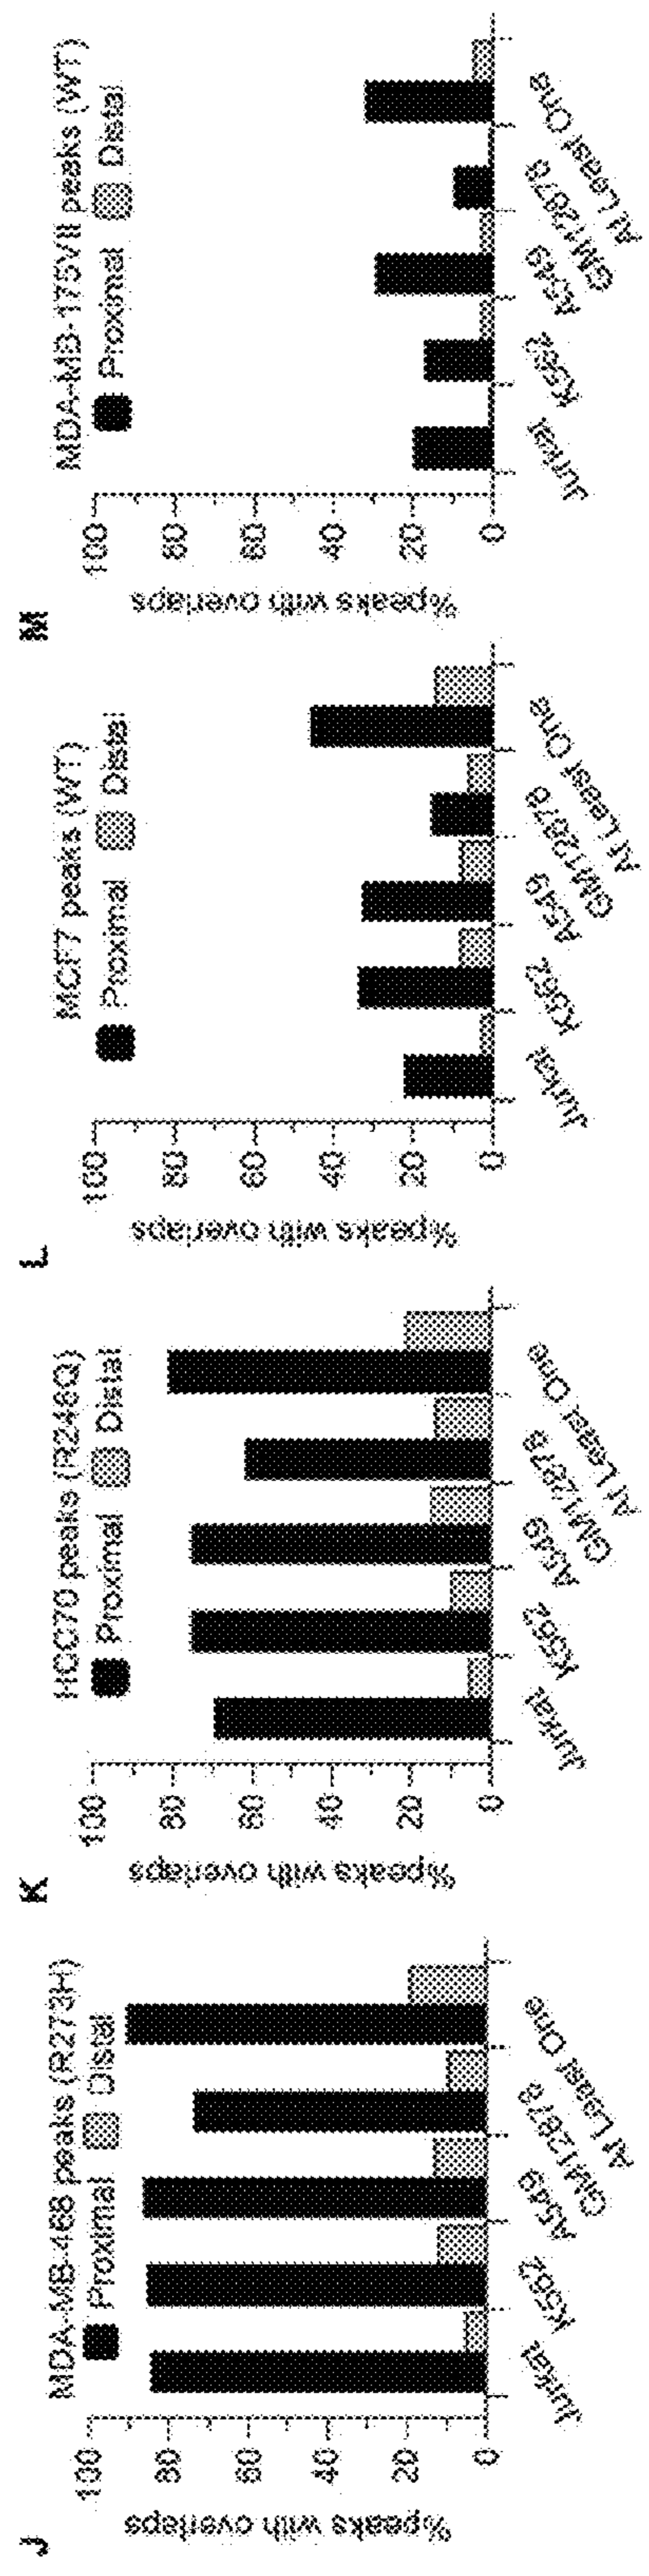 J
MDA-MB-468 peaks (R273H)
Proximal Distal
%peaks with overlaps
100
80
60
40
20
0
Jurkat
K562
A549
GM12878
At Least One
K
HCC70 peaks (R248Q)
Proximal Distal
%peaks with overlaps
100
80
60
40
20
0
Jurkat
K562
A549
GM12878
At Least One
L
MCF7 peaks (WT)
Proximal Distal
%peaks with overlaps
100
80
60
40
20
0
Jurkat
K562
A549
GM12878
At Least One
M
MDA-MB-175VII peaks (WT)
Proximal Distal
%peaks with overlaps
100
80
60
40
20
0
Jurkat
K562
A549
GM12878
At Least One